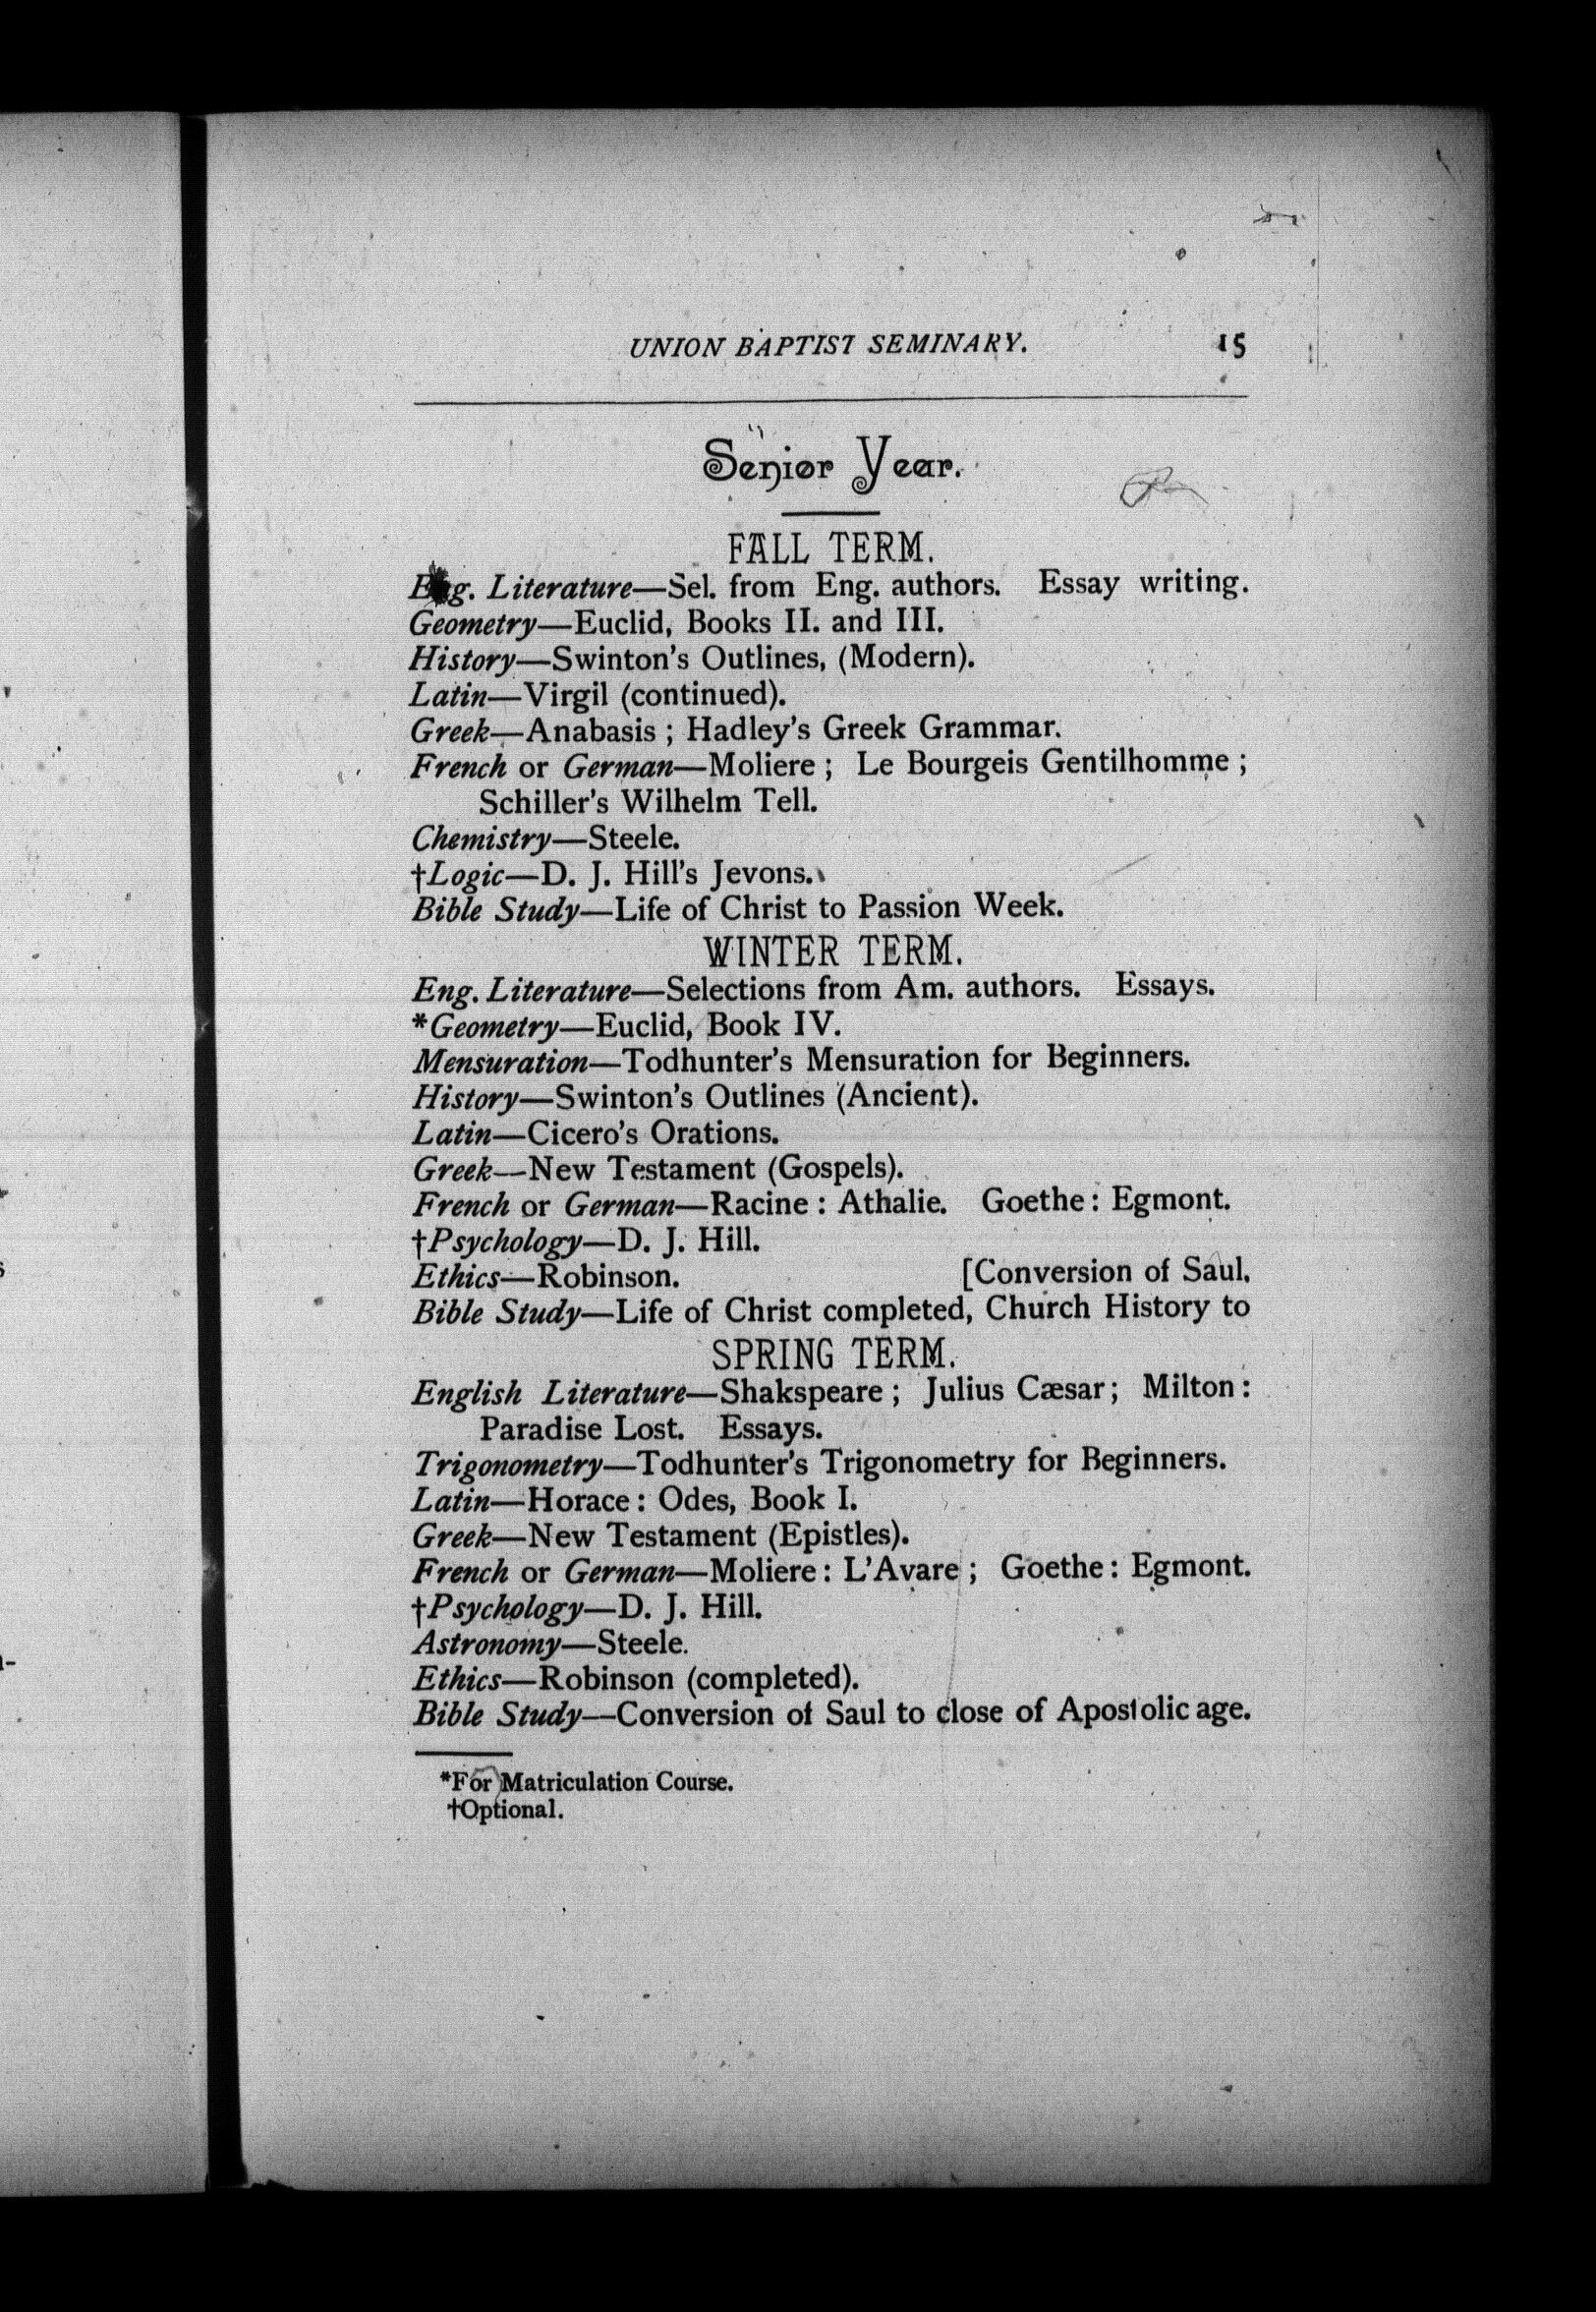 UNION BAPTIST SEMINARY. 15
Senior Year.
FALL TERM.
Eng. Literature—Sel. from Eng. authors. Essay writing.
Geometry—Euclid, Books II. and III.
History—Swinton's Outlines, (Modern).
Latin—Virgil (continued).
Greek—Anabasis ; Hadley's Greek Grammar.
French or German—Moliere ; Le Bourgeis Gentilhomme ;
Schiller's Wilhelm Tell.
Chemistry—Steele.
†Logic—D. J. Hill's Jevons.
Bible Study—Life of Christ to Passion Week.
WINTER TERM.
Eng. Literature—Selections from Am. authors. Essays.
*Geometry—Euclid, Book IV.
Mensuration—Todhunter's Mensuration for Beginners.
History—Swinton's Outlines (Ancient).
Latin—Cicero's Orations.
Greek—New Testament (Gospels).
French or German—Racine : Athalie. Goethe : Egmont.
†Psychology—D. J. Hill.
Ethics—Robinson. [Conversion of Saul.
Bible Study—Life of Christ completed, Church History to
SPRING TERM.
English Literature—Shakspeare ; Julius Cæsar ; Milton :
Paradise Lost. Essays.
Trigonometry—Todhunter's Trigonometry for Beginners.
Latin—Horace : Odes, Book I.
Greek—New Testament (Epistles).
French or German—Moliere : L'Avare ; Goethe : Egmont.
†Psychology—D. J. Hill.
Astronomy—Steele.
Ethics—Robinson (completed).
Bible Study—Conversion of Saul to close of Apostolic age.
*For Matriculation Course.
†Optional.